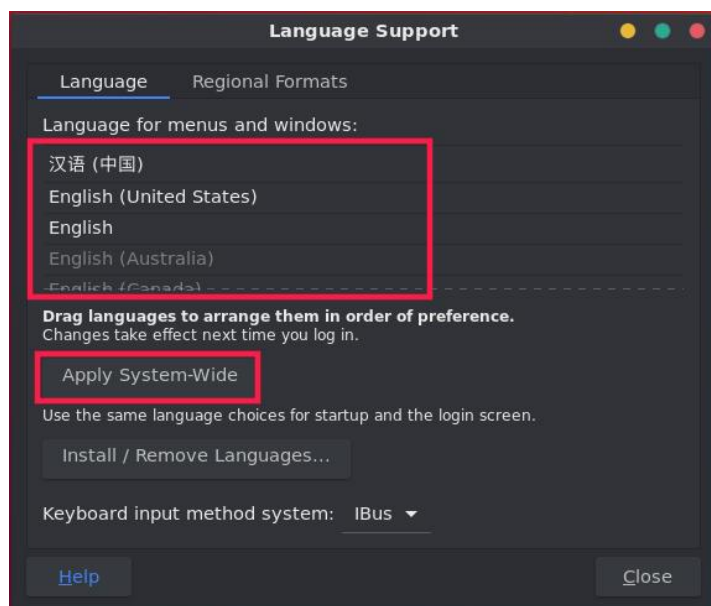 Language Support
Language Regional Formats
Language for menus and windows:
汉语 (中国)
English (United States)
English
English (Australia)
English (Canada)
Drag languages to arrange them in order of preference.
Changes take effect next time you log in.
Apply System-Wide
Use the same language choices for startup and the login screen.
Install / Remove Languages...
Keyboard input method system: IBus
Help Close